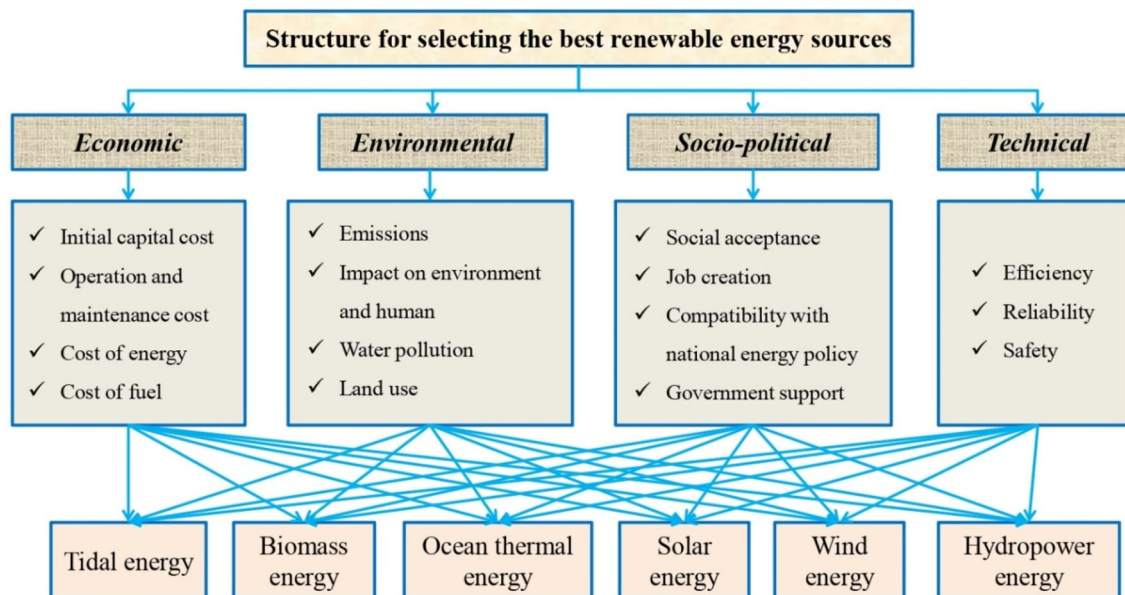 Structure for selecting the best renewable energy sources
Economic
Environmental
Socio-political
Technical
✓ Initial capital cost
✓ Operation and
maintenance cost
✓ Cost of energy
✓ Cost of fuel
✓ Emissions
✓ Impact on environment
and human
✓ Water pollution
✓ Land use
✓ Social acceptance
✓ Job creation
✓ Compatibility with
national energy policy
✓ Government support
✓ Efficiency
✓ Reliability
✓ Safety
Tidal energy
Biomass
energy
Ocean thermal
energy
Solar
energy
Wind
energy
Hydropower
energy